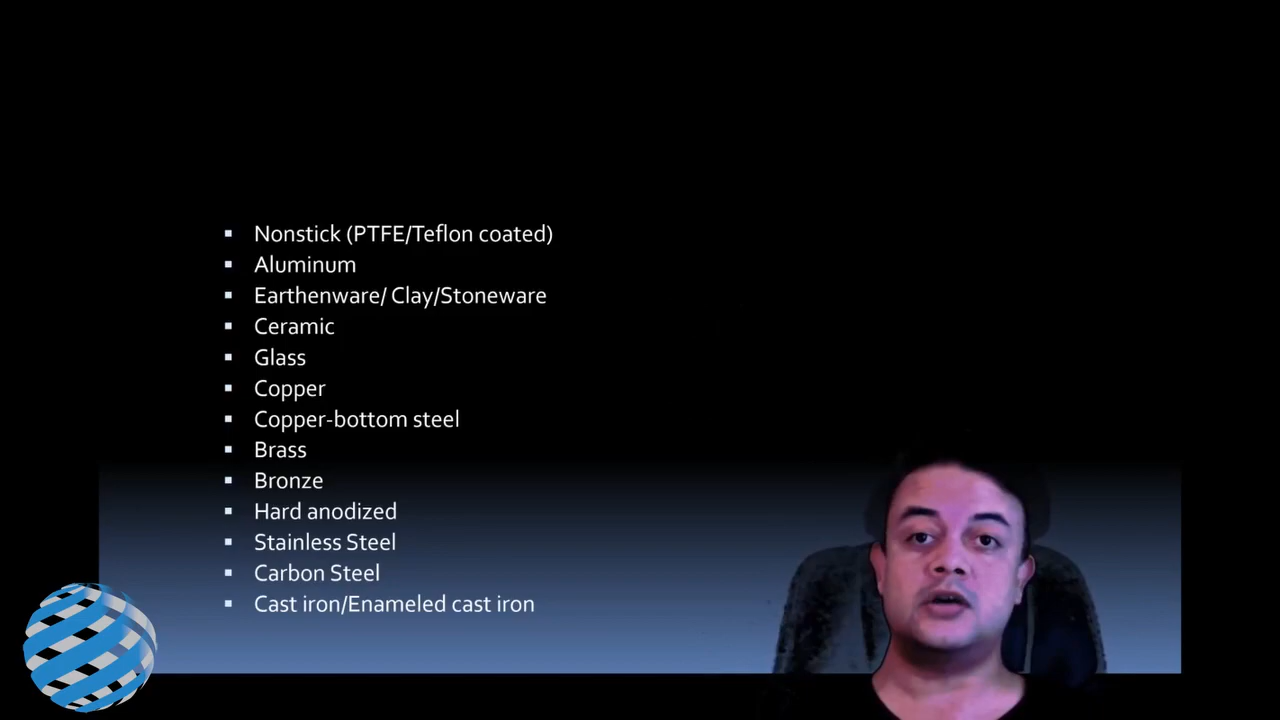 Nonstick (PTFE/Teflon coated)
Aluminum
Earthenware/ Clay/Stoneware
Ceramic
Glass
Copper
Copper-bottom steel
Brass
Bronze
Hard anodized
Stainless Steel
Carbon Steel
Cast iron/Enameled cast iron